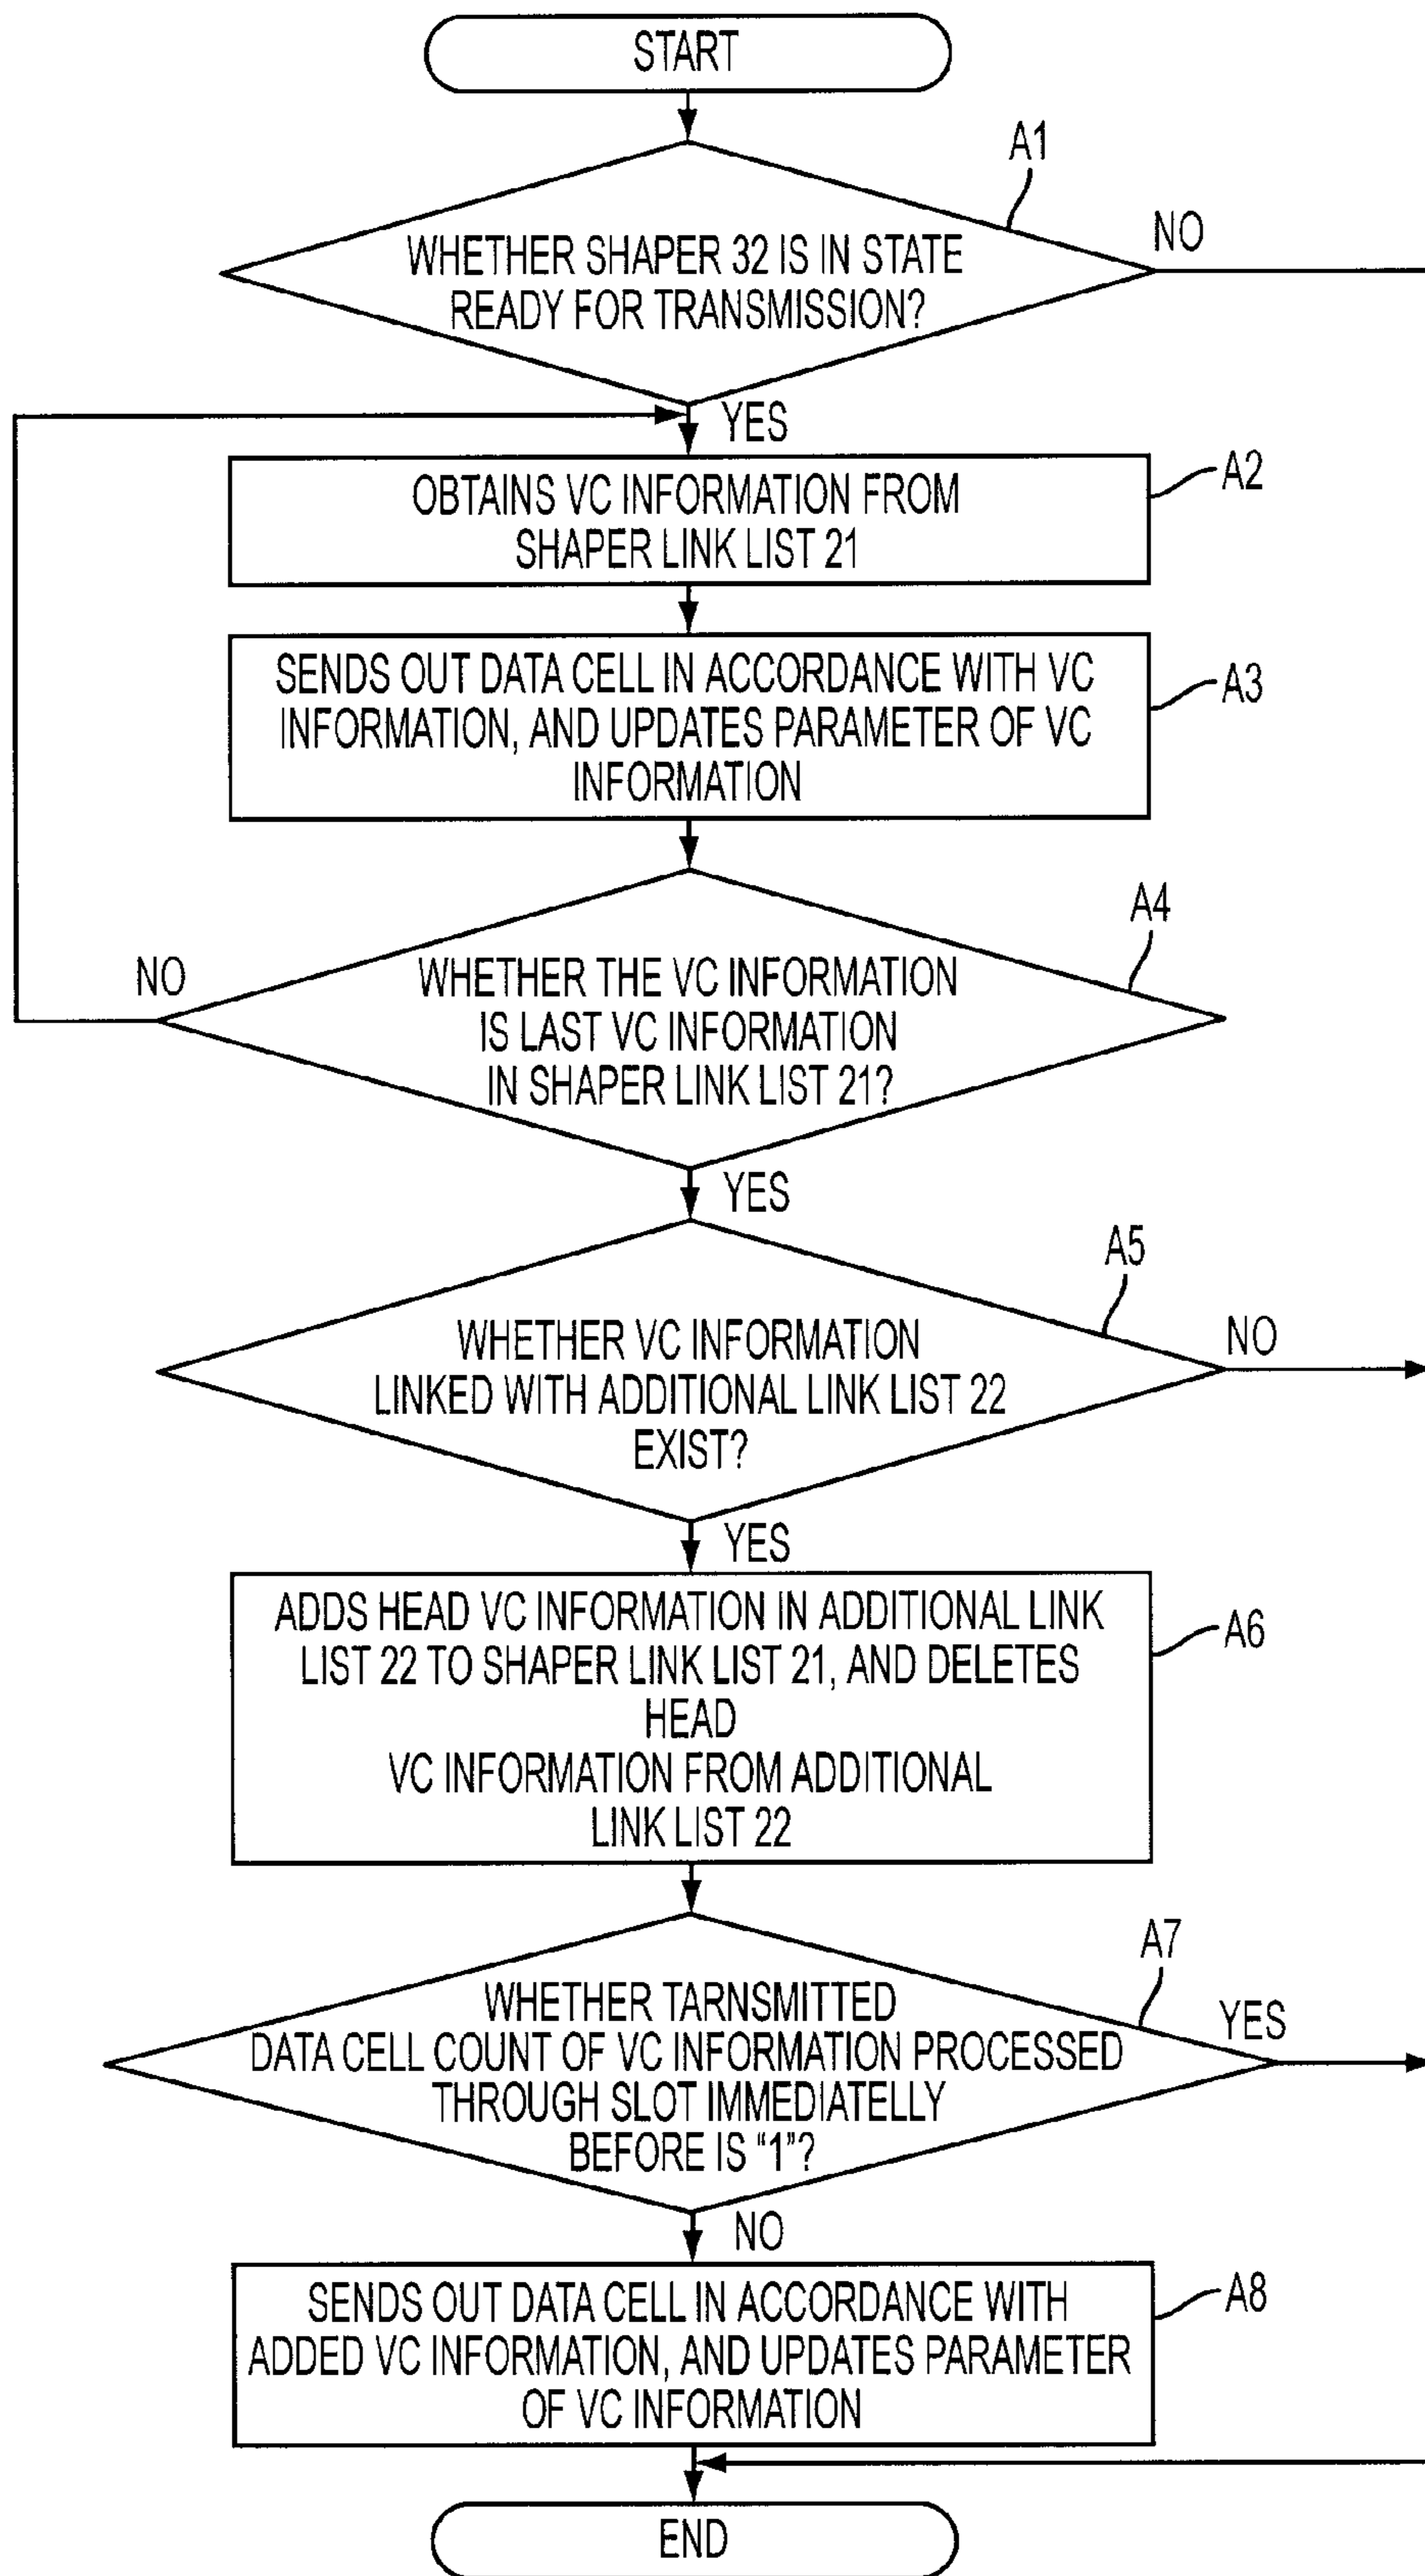 START
A1
NO
WHETHER SHAPER 32 IS IN STATE
READY FOR TRANSMISSION?
YES
A2
OBTAINS VC INFORMATION FROM
SHAPER LINK LIST 21
A3
SENDS OUT DATA CELL IN ACCORDANCE WITH VC
INFORMATION, AND UPDATES PARAMETER OF VC
INFORMATION
A4
NO
WHETHER THE VC INFORMATION
IS LAST VC INFORMATION
IN SHAPER LINK LIST 21?
YES
A5
NO
WHETHER VC INFORMATION
LINKED WITH ADDITIONAL LINK LIST 22
EXIST?
YES
A6
ADDS HEAD VC INFORMATION IN ADDITIONAL LINK
LIST 22 TO SHAPER LINK LIST 21, AND DELETES
HEAD
VC INFORMATION FROM ADDITIONAL
LINK LIST 22
A7
YES
WHETHER TARNSMITTED
DATA CELL COUNT OF VC INFORMATION PROCESSED
THROUGH SLOT IMMEDIATELLY
BEFORE IS "1"?
NO
A8
SENDS OUT DATA CELL IN ACCORDANCE WITH
ADDED VC INFORMATION, AND UPDATES PARAMETER
OF VC INFORMATION
END